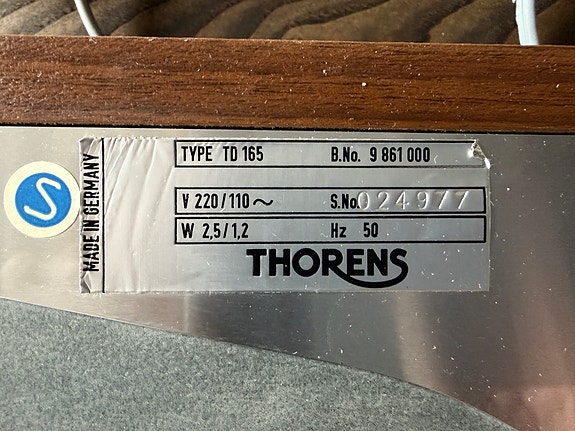 MADE IN GERMANY
TYPE TD 165 B.No. 9 861 000
V 220/110~ S.No. 024977
W 2,5/1,2 Hz 50
THORENS
S